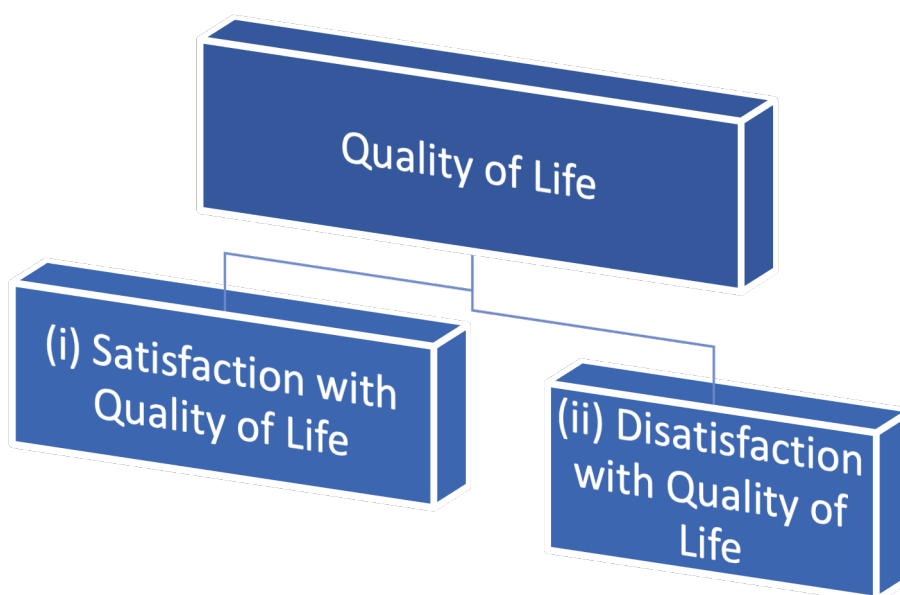 Quality of Life
(i) Satisfaction with
Quality of Life
(ii) Disatisfaction
with Quality of
Life